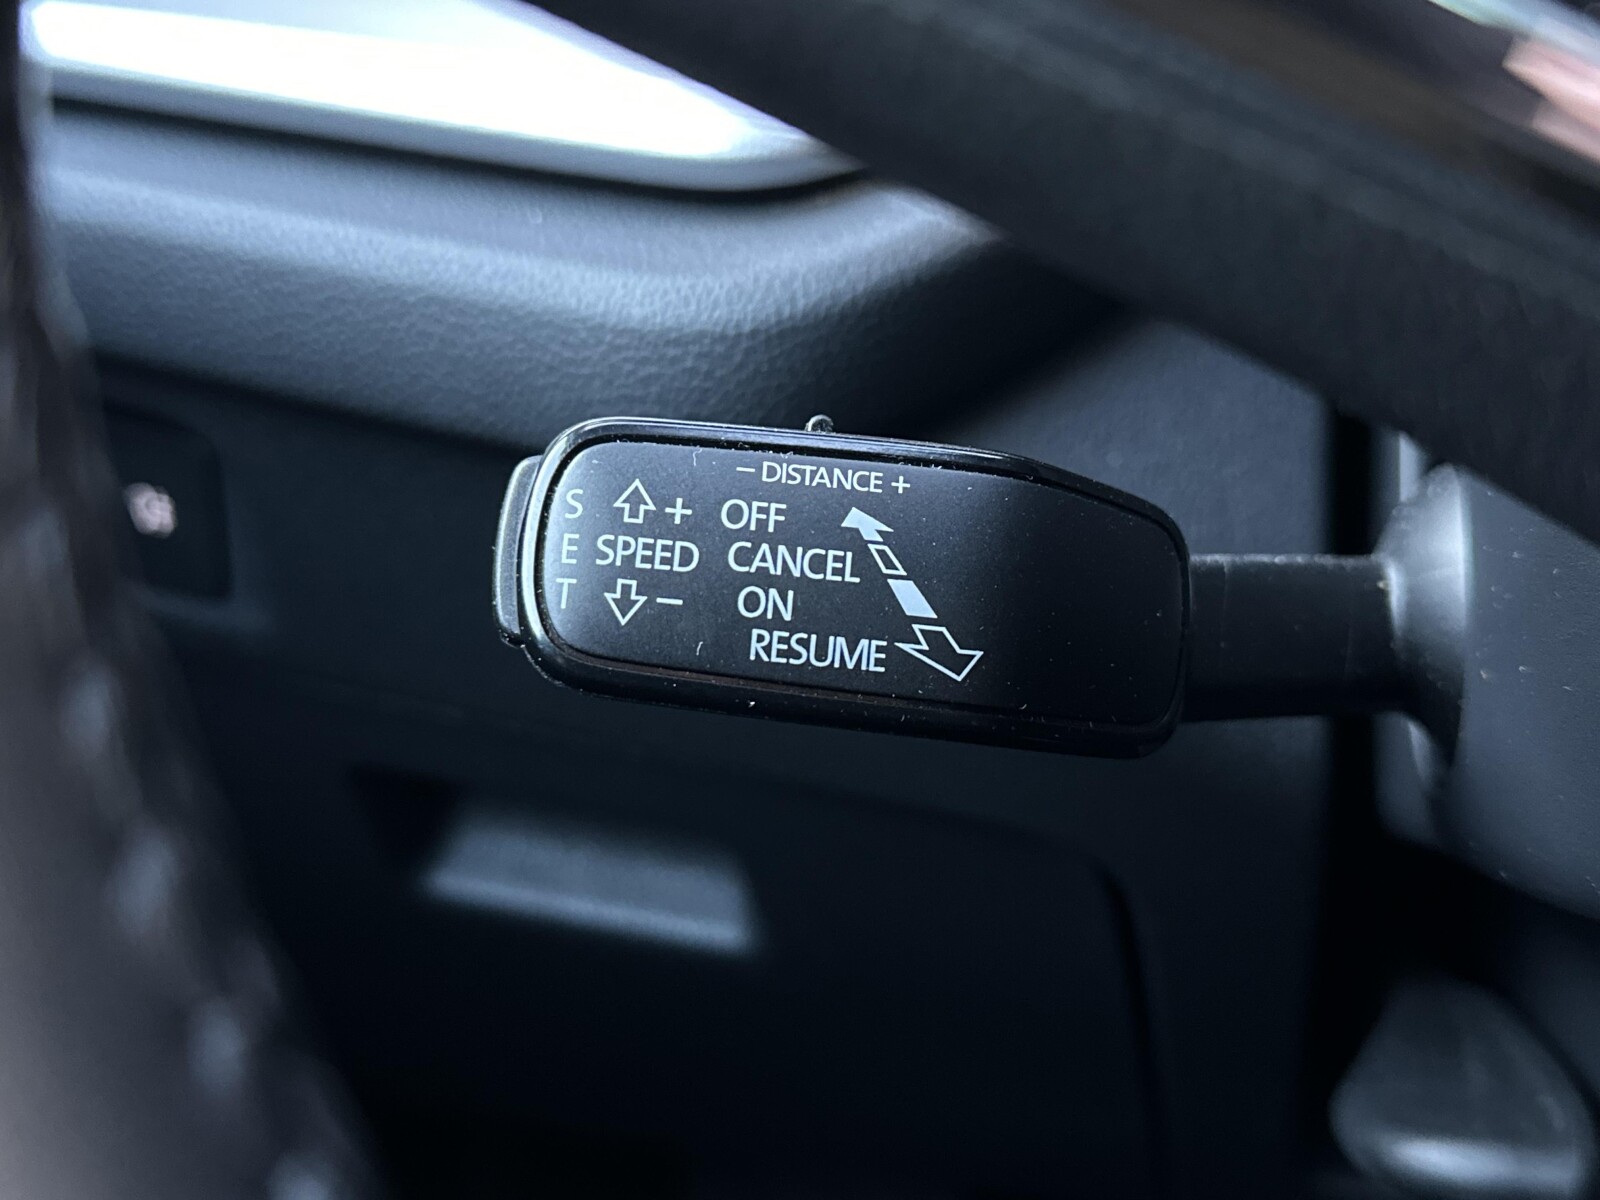 – DISTANCE +
S + OFF
E SPEED CANCEL
T – ON
RESUME